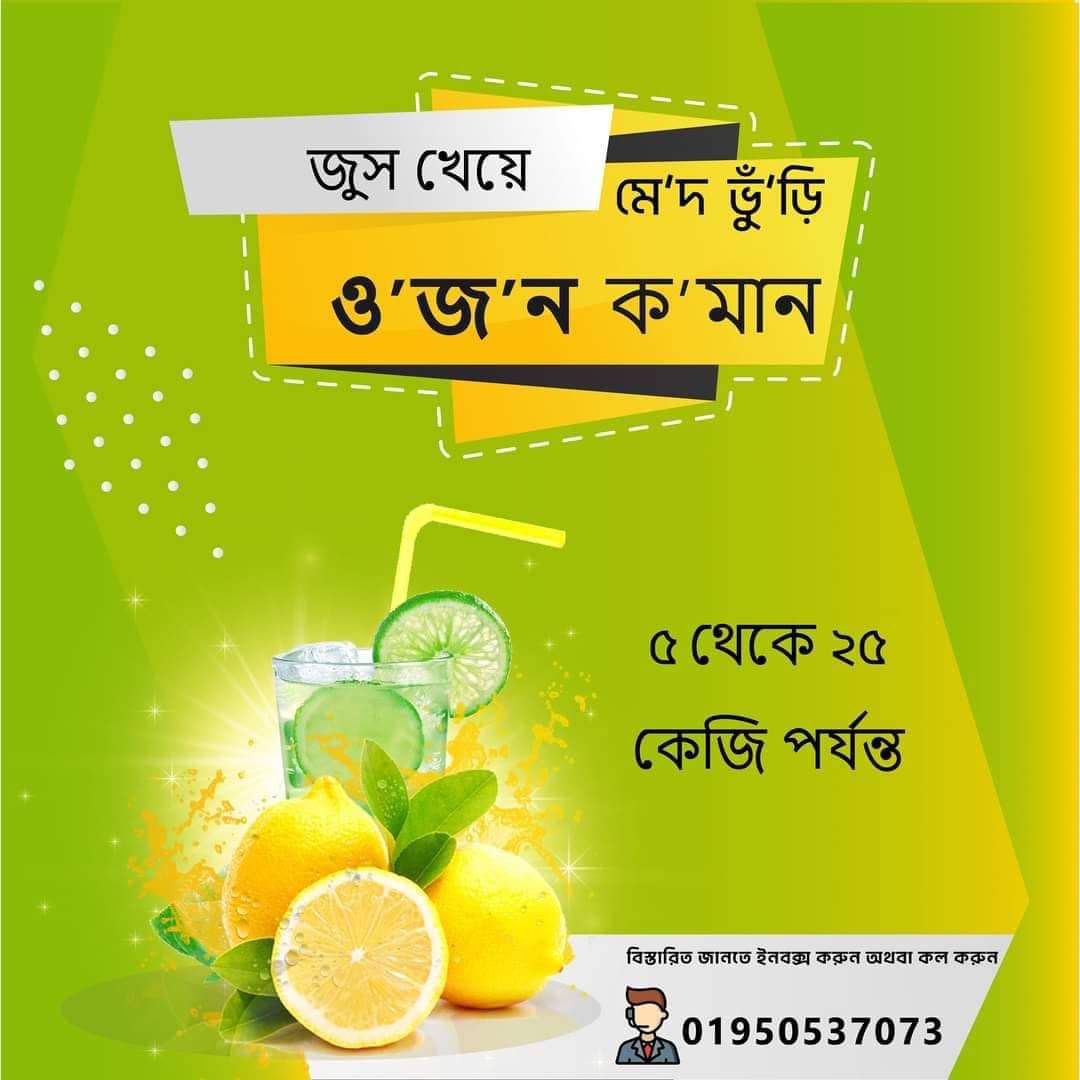 জুস খেয়ে
মে'দ ভুঁ'ড়ি
ও'জ'ন ক'মান
৫ থেকে ২৫
কেজি পর্যন্ত
বিস্তারিত জানতে ইনবক্স করুন অথবা কল করুন
01950537073